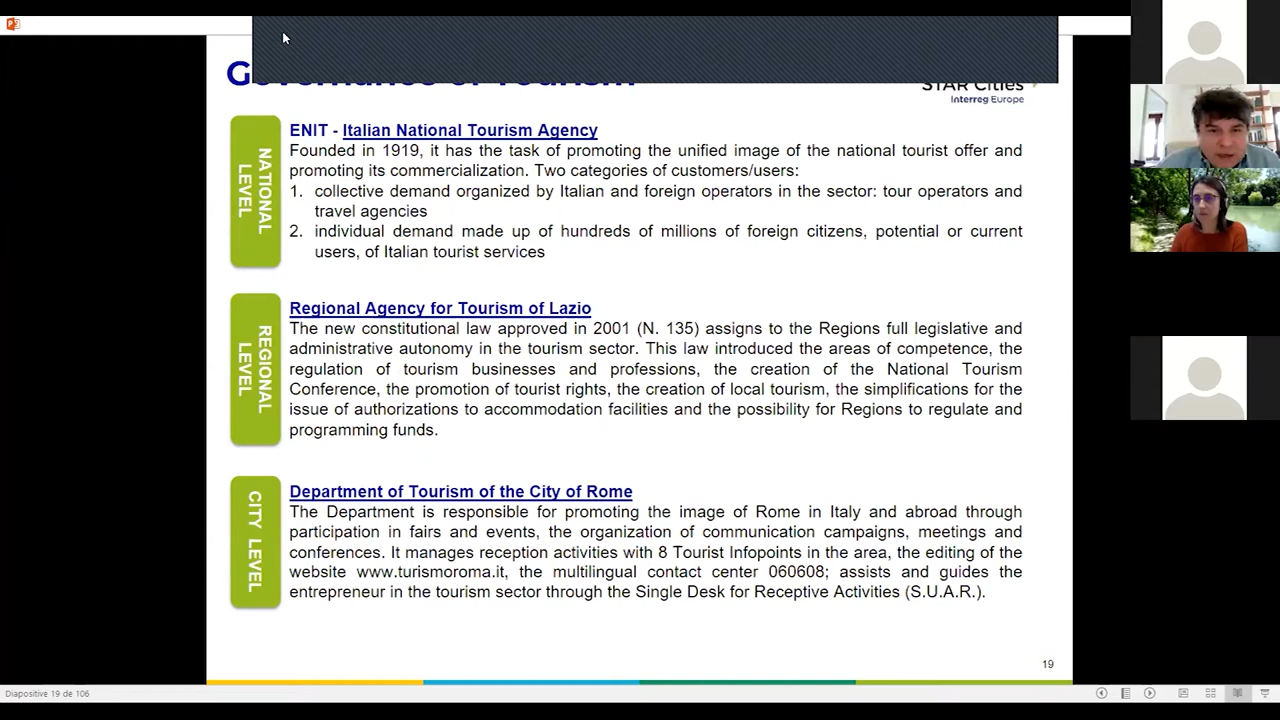 Governance of Tourism
STAR Cities
Interreg Europe
NATIONAL
LEVEL
ENIT - Italian National Tourism Agency
Founded in 1919, it has the task of promoting the unified image of the national tourist offer and
promoting its commercialization. Two categories of customers/users:
1. collective demand organized by Italian and foreign operators in the sector: tour operators and
travel agencies
2. individual demand made up of hundreds of millions of foreign citizens, potential or current
users, of Italian tourist services
REGIONAL
LEVEL
Regional Agency for Tourism of Lazio
The new constitutional law approved in 2001 (N. 135) assigns to the Regions full legislative and
administrative autonomy in the tourism sector. This law introduced the areas of competence, the
regulation of tourism businesses and professions, the creation of the National Tourism
Conference, the promotion of tourist rights, the creation of local tourism, the simplifications for the
issue of authorizations to accommodation facilities and the possibility for Regions to regulate and
programming funds.
CITY LEVEL
Department of Tourism of the City of Rome
The Department is responsible for promoting the image of Rome in Italy and abroad through
participation in fairs and events, the organization of communication campaigns, meetings and
conferences. It manages reception activities with 8 Tourist Infopoints in the area, the editing of the
website www.turismoroma.it, the multilingual contact center 060608; assists and guides the
entrepreneur in the tourism sector through the Single Desk for Receptive Activities (S.U.A.R.).
19
Diapositive 19 de 106